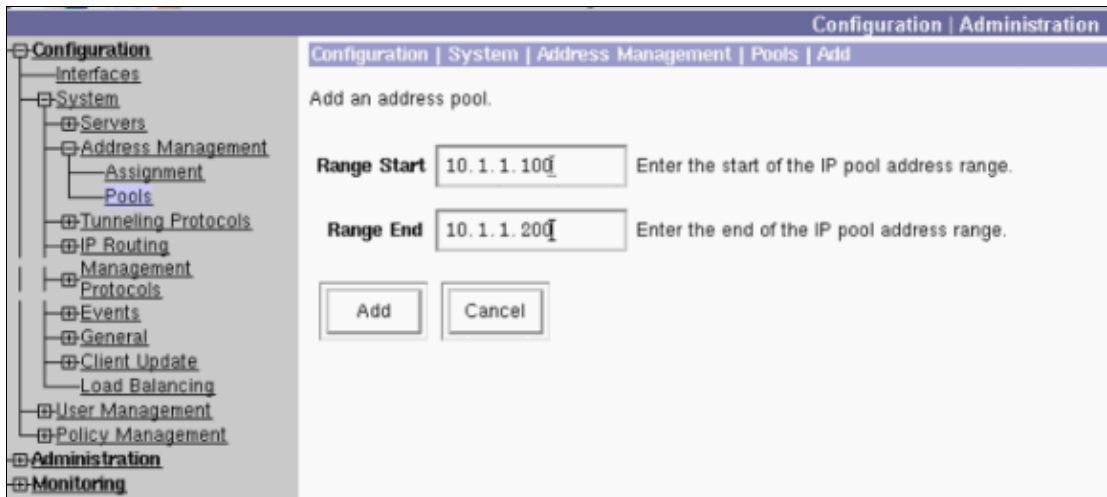 Configuration | Administration
Configuration
Interfaces
System
Servers
Address Management
Assignment
Pools
Tunneling Protocols
IP Routing
Management
Protocols
Events
General
Client Update
Load Balancing
User Management
Policy Management
Administration
Monitoring
Configuration | System | Address Management | Pools | Add
Add an address pool.
Range Start 10.1.1.100 Enter the start of the IP pool address range.
Range End 10.1.1.200 Enter the end of the IP pool address range.
Add Cancel